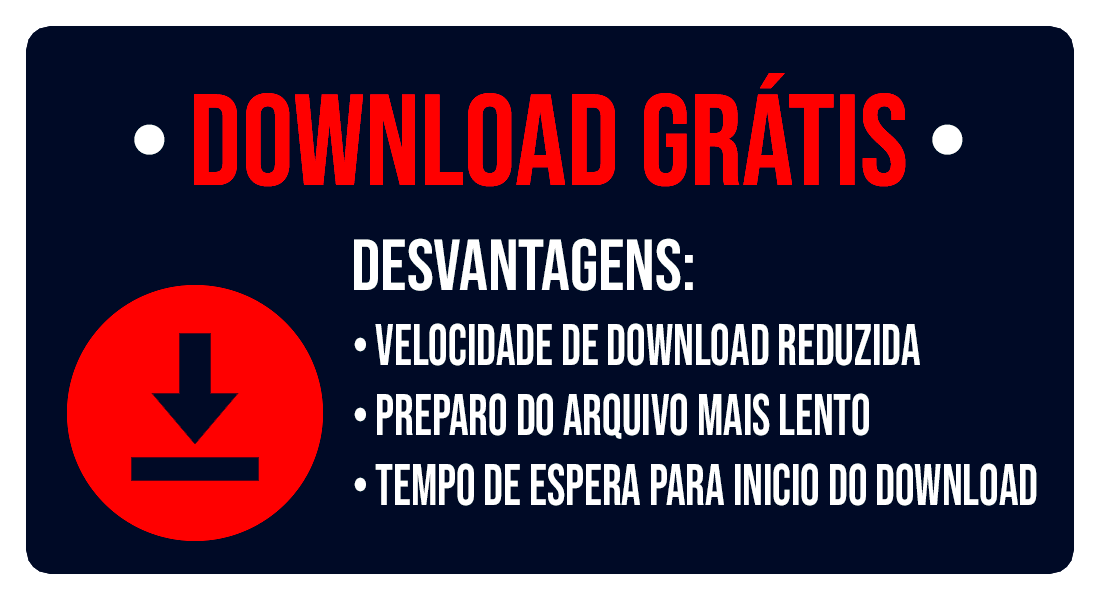 • DOWNLOAD GRÁTIS •
DESVANTAGENS:
• VELOCIDADE DE DOWNLOAD REDUZIDA
• PREPARO DO ARQUIVO MAIS LENTO
• TEMPO DE ESPERA PARA INICIO DO DOWNLOAD